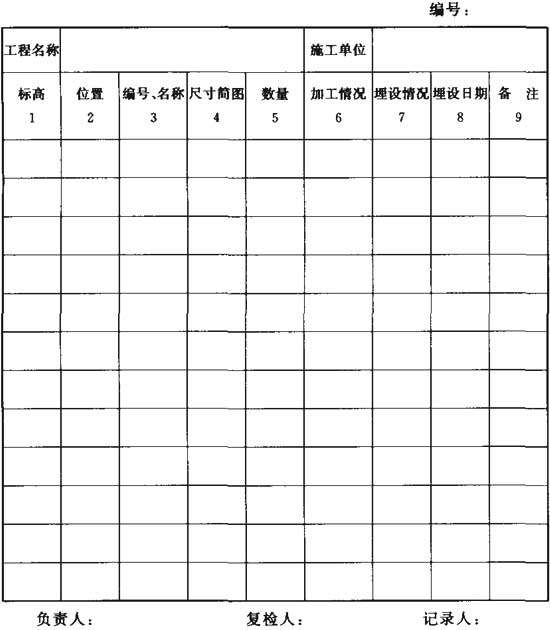 编号：
工程名称 施工单位
标高 位置 编号、名称 尺寸简图 数量 加工情况 埋设情况 埋设日期 备 注
1 2 3 4 5 6 7 8 9
负责人： 复检人： 记录人：